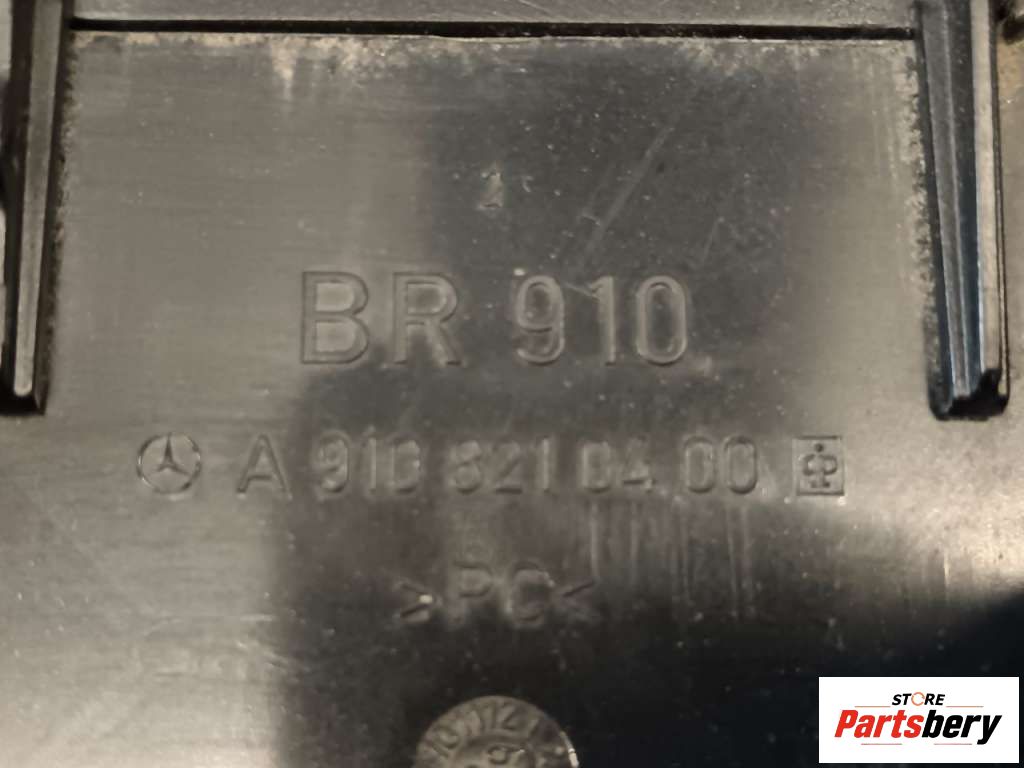 BR 910
A 910 821 04 00
>PC<
STORE
Partsbery